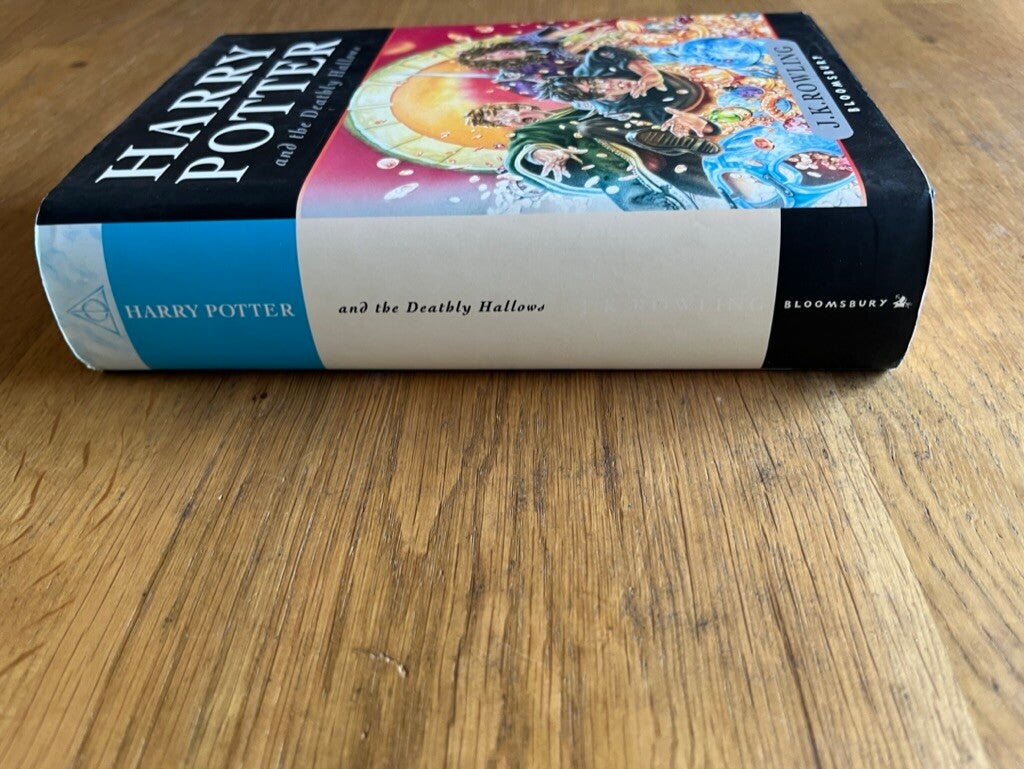 HARRY
POTTER
and the Deathly Hallows
J.K.ROWLING
BLOOMSBURY
HARRY POTTER
and the Deathly Hallows
J.K. ROWLING
BLOOMSBURY